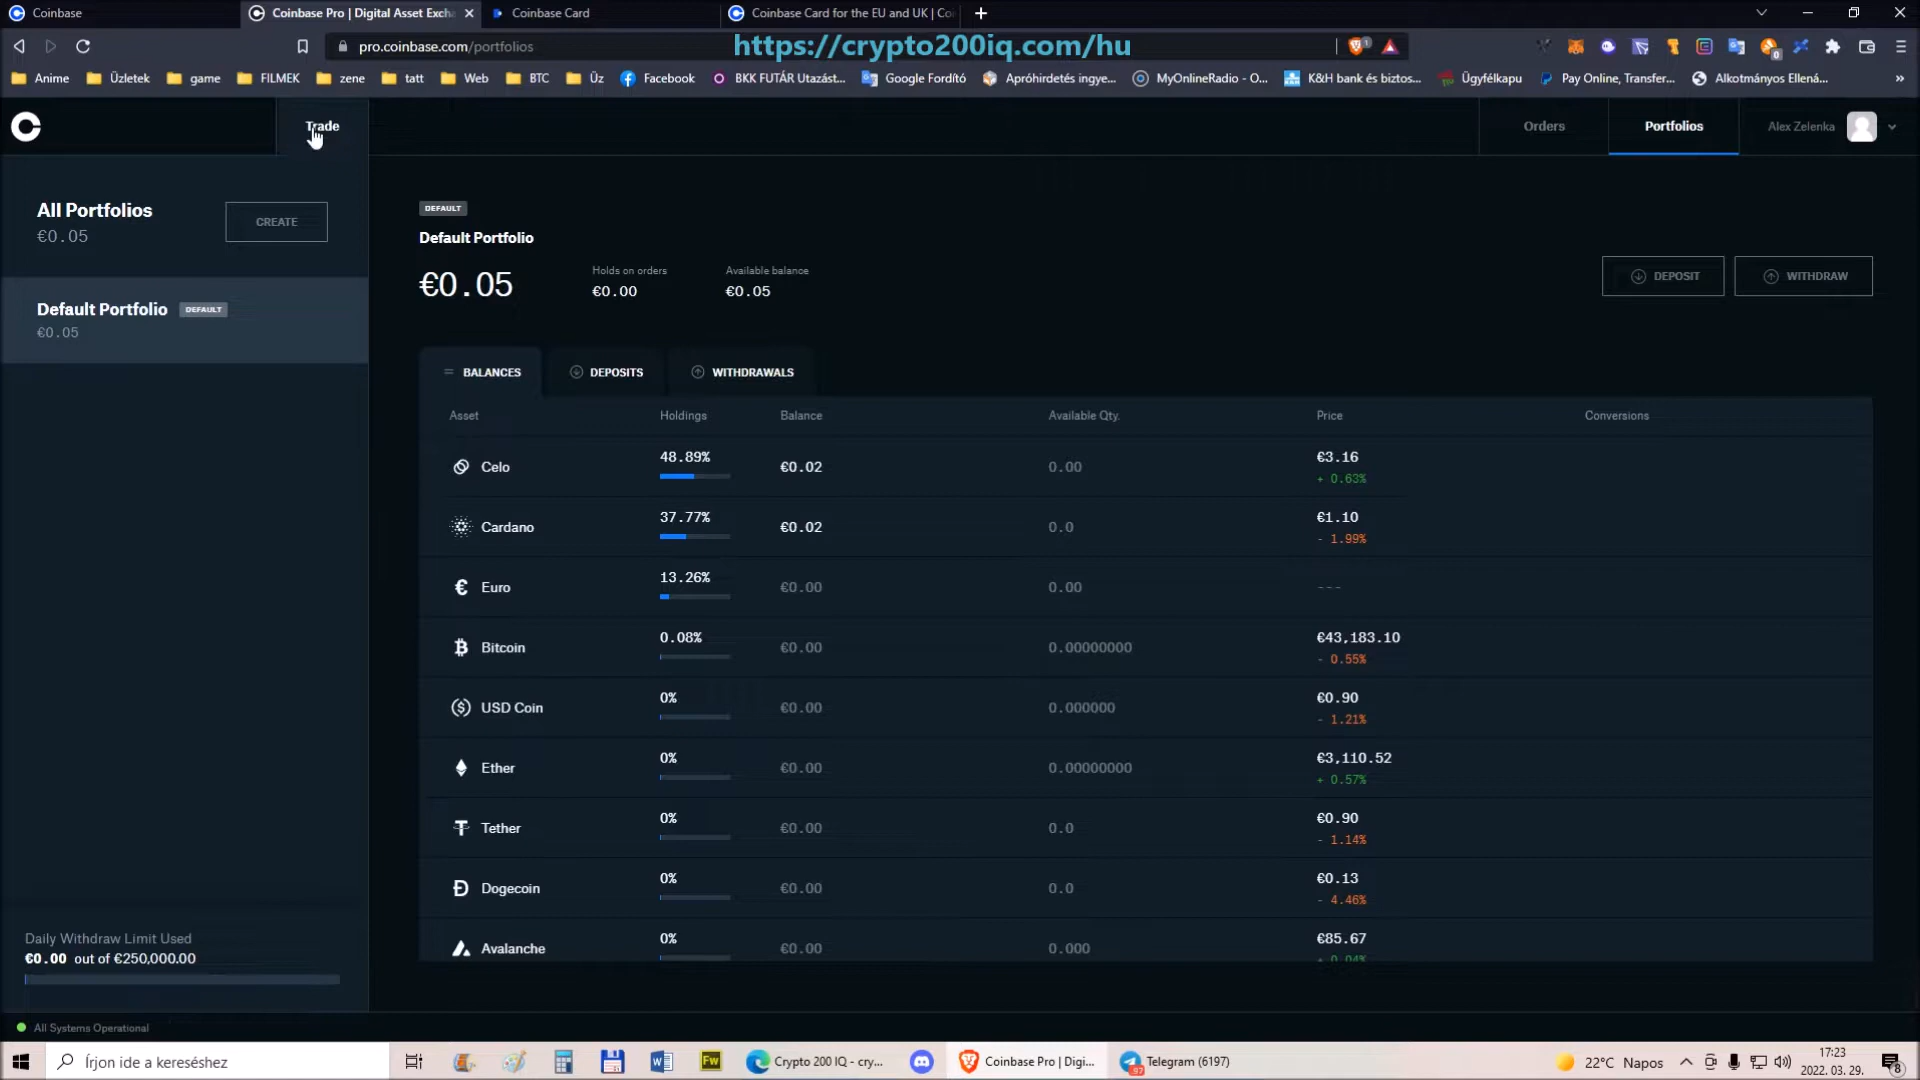 Coinbase
Coinbase Pro | Digital Asset Exch
Coinbase Card
Coinbase Card for the EU and UK | Co
pro.coinbase.com/portfolios
https://crypto200iq.com/hu
Anime
Üzletek
game
FILMEK
zene
tatt
Web
BTC
Üz
Facebook
BKK FUTÁR Utazást...
Google Fordító
Apróhirdetés ingye...
MyOnlineRadio - O...
K&H bank és biztos...
Ügyfélkapu
Pay Online, Transfer...
Alkotmányos Ellená...
Trade
Orders
Portfolios
Alex Zelenka
All Portfolios
€0.05
CREATE
Default Portfolio DEFAULT
€0.05
DEFAULT
Default Portfolio
€0.05
Holds on orders
€0.00
Available balance
€0.05
DEPOSIT
WITHDRAW
BALANCES
DEPOSITS
WITHDRAWALS
Asset Holdings Balance Available Qty. Price Conversions
Celo 48.89% €0.02 0.00 €3.16
+ 0.63%
Cardano 37.77% €0.02 0.0 €1.10
- 1.99%
Euro 13.26% €0.00 0.00 ---
Bitcoin 0.08% €0.00 0.00000000 €43,183.10
- 0.55%
USD Coin 0% €0.00 0.000000 €0.90
- 1.21%
Ether 0% €0.00 0.00000000 €3,110.52
+ 0.57%
Tether 0% €0.00 0.0 €0.90
- 1.14%
Dogecoin 0% €0.00 0.0 €0.13
- 4.46%
Avalanche 0% €0.00 0.000 €85.67
+ 0.04%
Daily Withdraw Limit Used
€0.00 out of €250,000.00
All Systems Operational
Írjon ide a kereséshez
Fw
Crypto 200 IQ - cry...
Coinbase Pro | Digi...
97
Telegram (6197)
22°C Napos
17:23
2022. 03. 29.
8